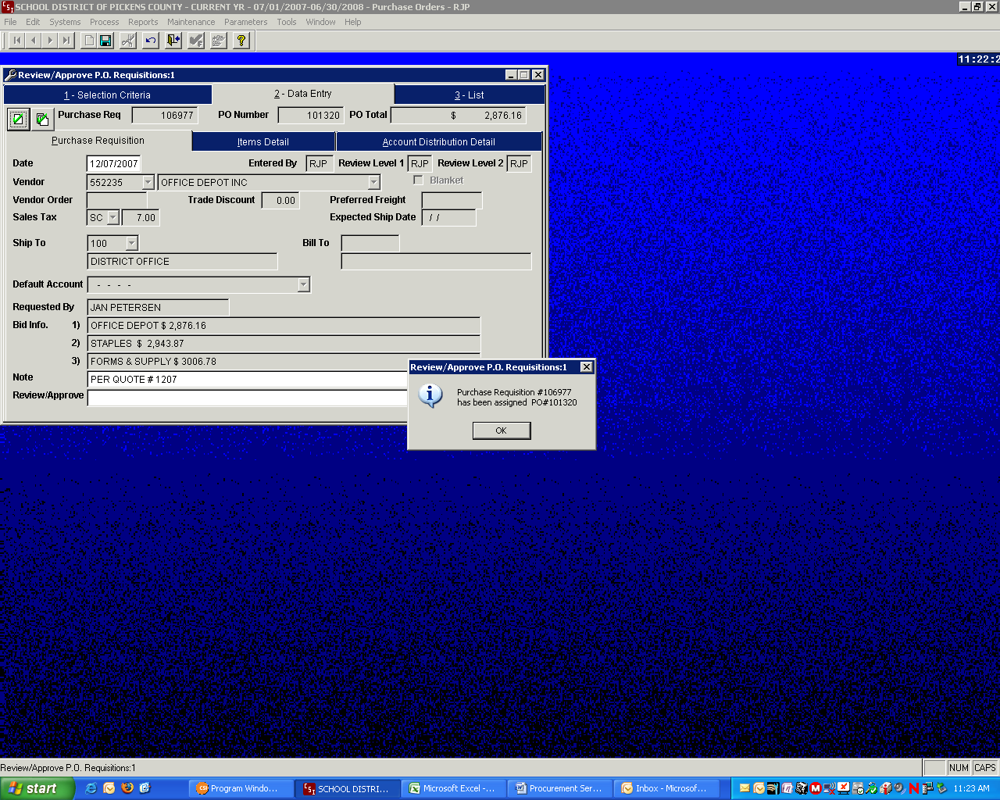 SCHOOL DISTRICT OF PICKENS COUNTY - CURRENT YR - 07/01/2007-06/30/2008 - Purchase Orders - RJP
File Edit Systems Process Reports Maintenance Parameters Tools Window Help
11:22:2
Review/Approve P.O. Requisitions:1
1 - Selection Criteria 2 - Data Entry 3 - List
Purchase Req 106977 PO Number 101320 PO Total $ 2,876.16
Purchase Requisition Items Detail Account Distribution Detail
Date 12/07/2007 Entered By RJP Review Level 1 RJP Review Level 2 RJP
Vendor 552235 OFFICE DEPOT INC Blanket
Vendor Order Trade Discount 0.00 Preferred Freight
Sales Tax SC 7.00 Expected Ship Date / /
Ship To 100 Bill To
DISTRICT OFFICE
Default Account - - - -
Requested By JAN PETERSEN
Bid Info. 1) OFFICE DEPOT $ 2,876.16
2) STAPLES $ 2,943.87
3) FORMS & SUPPLY $ 3006.78
Note PER QUOTE # 1207
Review/Approve
Review/Approve P.O. Requisitions:1
Purchase Requisition #106977
has been assigned PO#101320
OK
Review/Approve P.O. Requisitions:1 NUM CAPS
start Program Windo... SCHOOL DISTRI... Microsoft Excel -... Procurement Ser... Inbox - Microsof... 11:23 AM